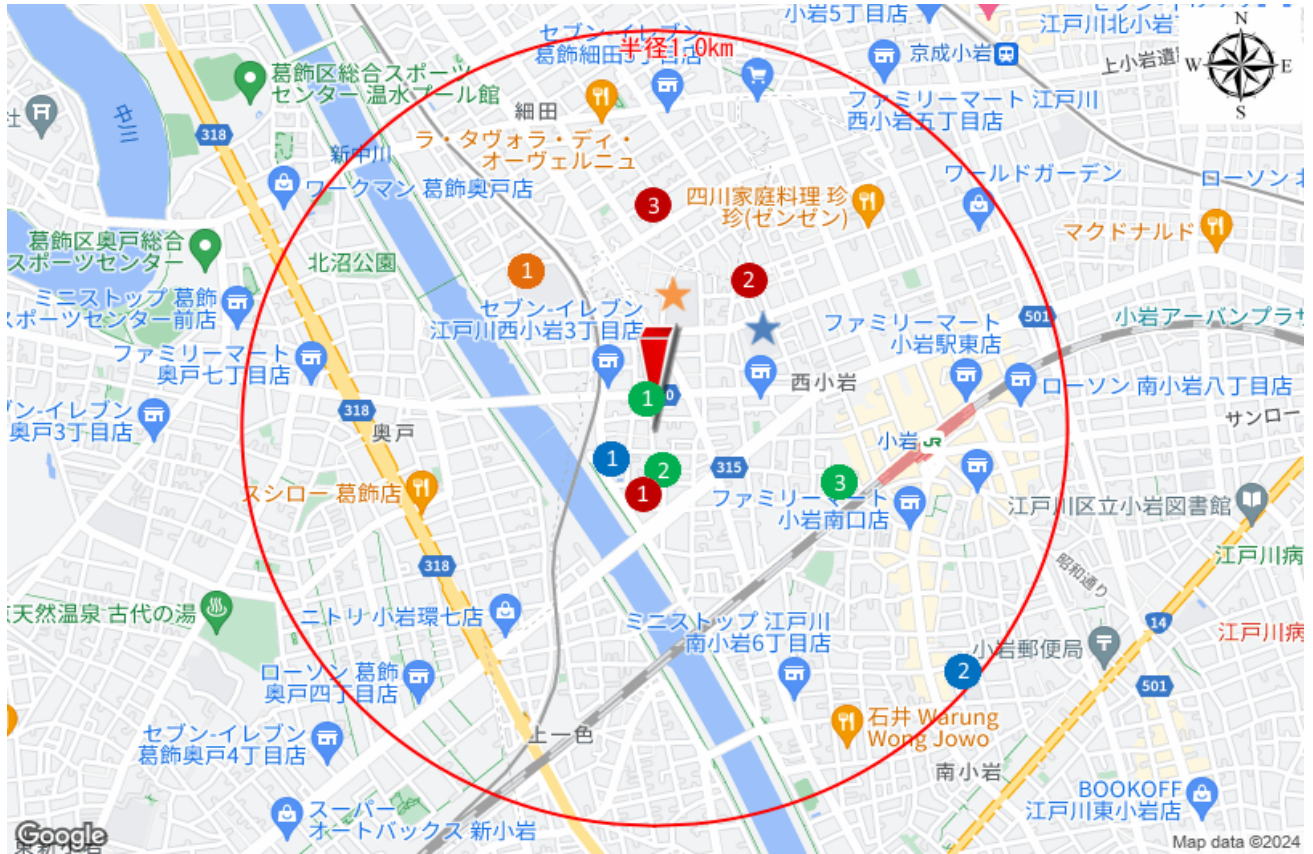 小岩5丁目店
江戸川北小岩
セブン-イレブン
葛飾細田3丁目店
半径1.0km
京成小岩
上小岩遺
N
W
E
S
葛飾区総合スポーツ
センター 温水プール館
中川
318
新中川
細田
ラ・タヴォラ・ディ・
オーヴェルニュ
ファミリーマート 江戸川
西小岩五丁目店
ワールドガーデン
ローソン
ワークマン 葛飾奥戸店
3
四川家庭料理 珍
珍(ゼンゼン)
マクドナルド
葛飾区奥戸総合
スポーツセンター
北沼公園
1
2
ミニストップ 葛飾
スポーツセンター前店
セブン-イレブン
江戸川西小岩3丁目店
ファミリーマート
小岩駅東店
501
小岩アーバンプラザ
ファミリーマート
奥戸七丁目店
西小岩
ローソン 南小岩八丁目店
1
0
ブン-イレブン
奥戸3丁目店
318
奥戸
サンロー
小岩
JR
1
2
315
3
1
スシロー 葛飾店
ファミリーマート
小岩南口店
江戸川区立小岩図書館
江戸川病
318
昭和通り
天然温泉 古代の湯
ニトリ 小岩環七店
ミニストップ 江戸川
南小岩6丁目店
14
江戸川病
小岩郵便局
2
501
ローソン 葛飾
奥戸四丁目店
石井 Warung
Wong Jowo
セブン-イレブン
葛飾奥戸4丁目店
上一色
南小岩
BOOKOFF
江戸川東小岩店
スーパー
オートバックス 新小岩
Google
Map data ©2024